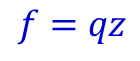 f = qz